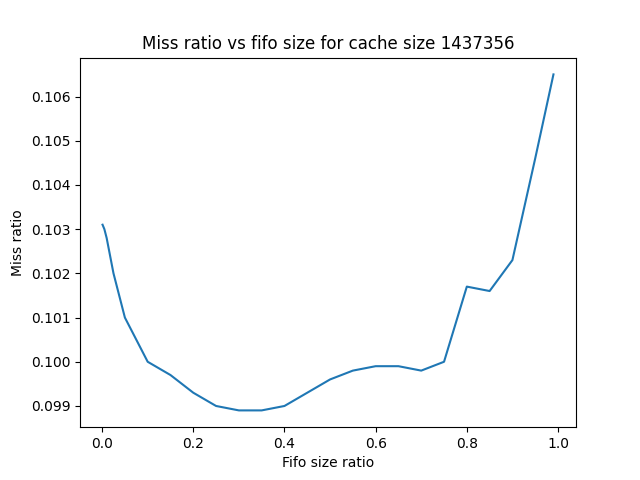 Miss ratio vs fifo size for cache size 1437356
0.106
0.105
0.104
0.103
0.102
0.101
0.100
0.099
Miss ratio
0.0 0.2 0.4 0.6 0.8 1.0
Fifo size ratio